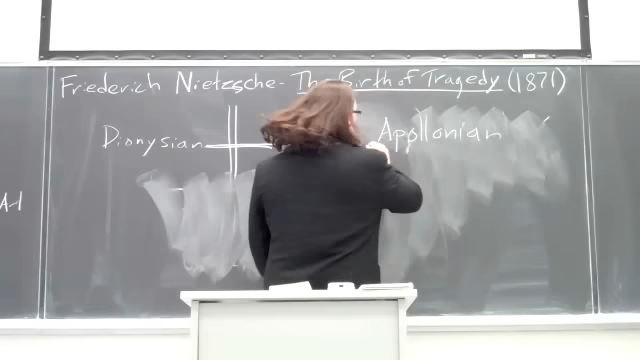 Friederich Nietzsche - The Birth of Tragedy (1871)
Dionysian Apollonian